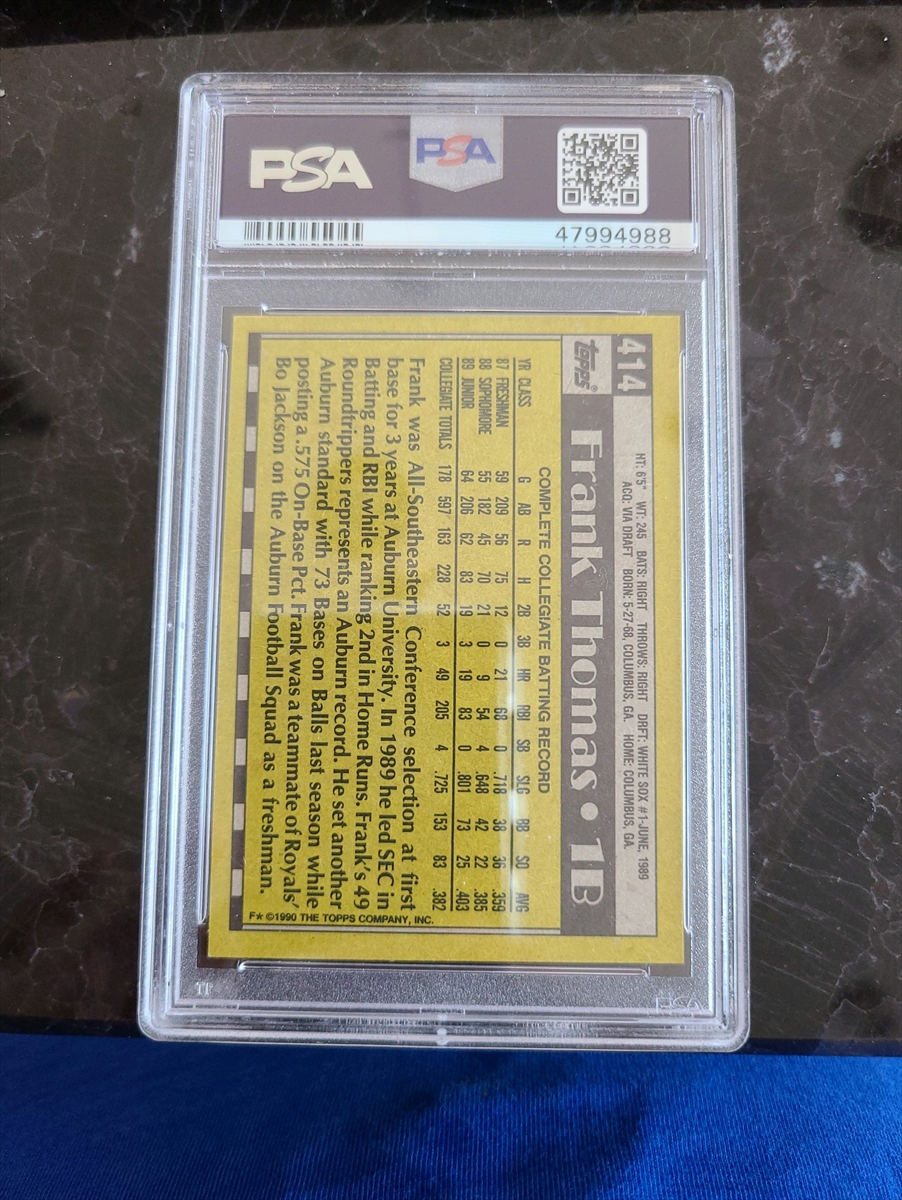 PSA
PSA
47994988
414
topps®
HT: 6'5" WT: 245 BATS: RIGHT THROWS: RIGHT DRFT: WHITE SOX #1-JUNE, 1989
ACQ: VIA DRAFT BORN: 5-27-68, COLUMBUS, GA. HOME: COLUMBUS, GA.
Frank Thomas • 1B
COMPLETE COLLEGIATE BATTING RECORD
YR CLASS G AB R H 2B 3B HR RBI SB SLG BB SO AVG
87 FRESHMAN 59 209 56 75 12 0 21 68 0 .718 38 36 .359
88 SOPHOMORE 55 182 45 70 21 0 9 54 4 .648 42 22 .385
89 JUNIOR 64 206 62 83 19 3 19 83 0 .801 73 25 .403
COLLEGIATE TOTALS 178 597 163 228 52 3 49 205 4 .725 153 83 .382
Frank was All-Southeastern Conference selection at first
base for 3 years at Auburn University. In 1989 he led SEC in
Batting and RBI while ranking 2nd in Home Runs. Frank's 49
Roundtrippers represents an Auburn record. He set another
Auburn standard with 73 Bases on Balls last season while
posting a .575 On-Base Pct. Frank was a teammate of Royals'
Bo Jackson on the Auburn Football Squad as a freshman.
F★ ©1990 THE TOPPS COMPANY, INC.
PSA